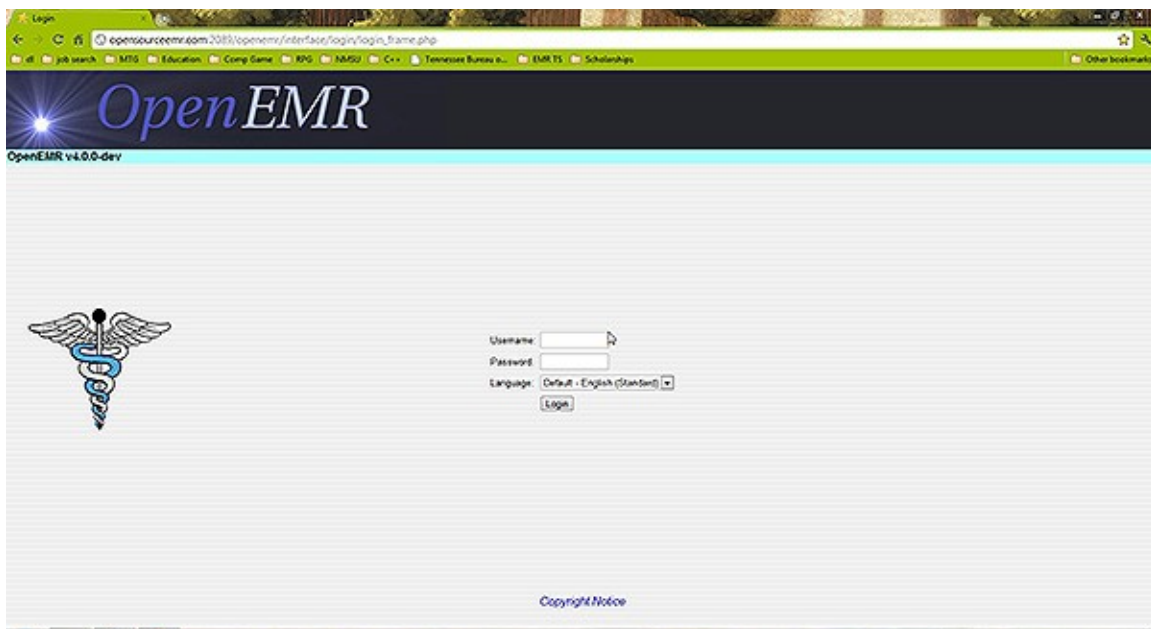 Login
opensourceemr.com:2089/openemr/interface/login/login_frame.php
dl job search MTG Education Comp Game RPG NMSU C++ Tennessee Bureau o... EMR TS Scholarships Other bookmarks
OpenEMR
OpenEMR v4.0.0-dev
Username:
Password:
Language: Default - English (Standard)
Login
Copyright Notice